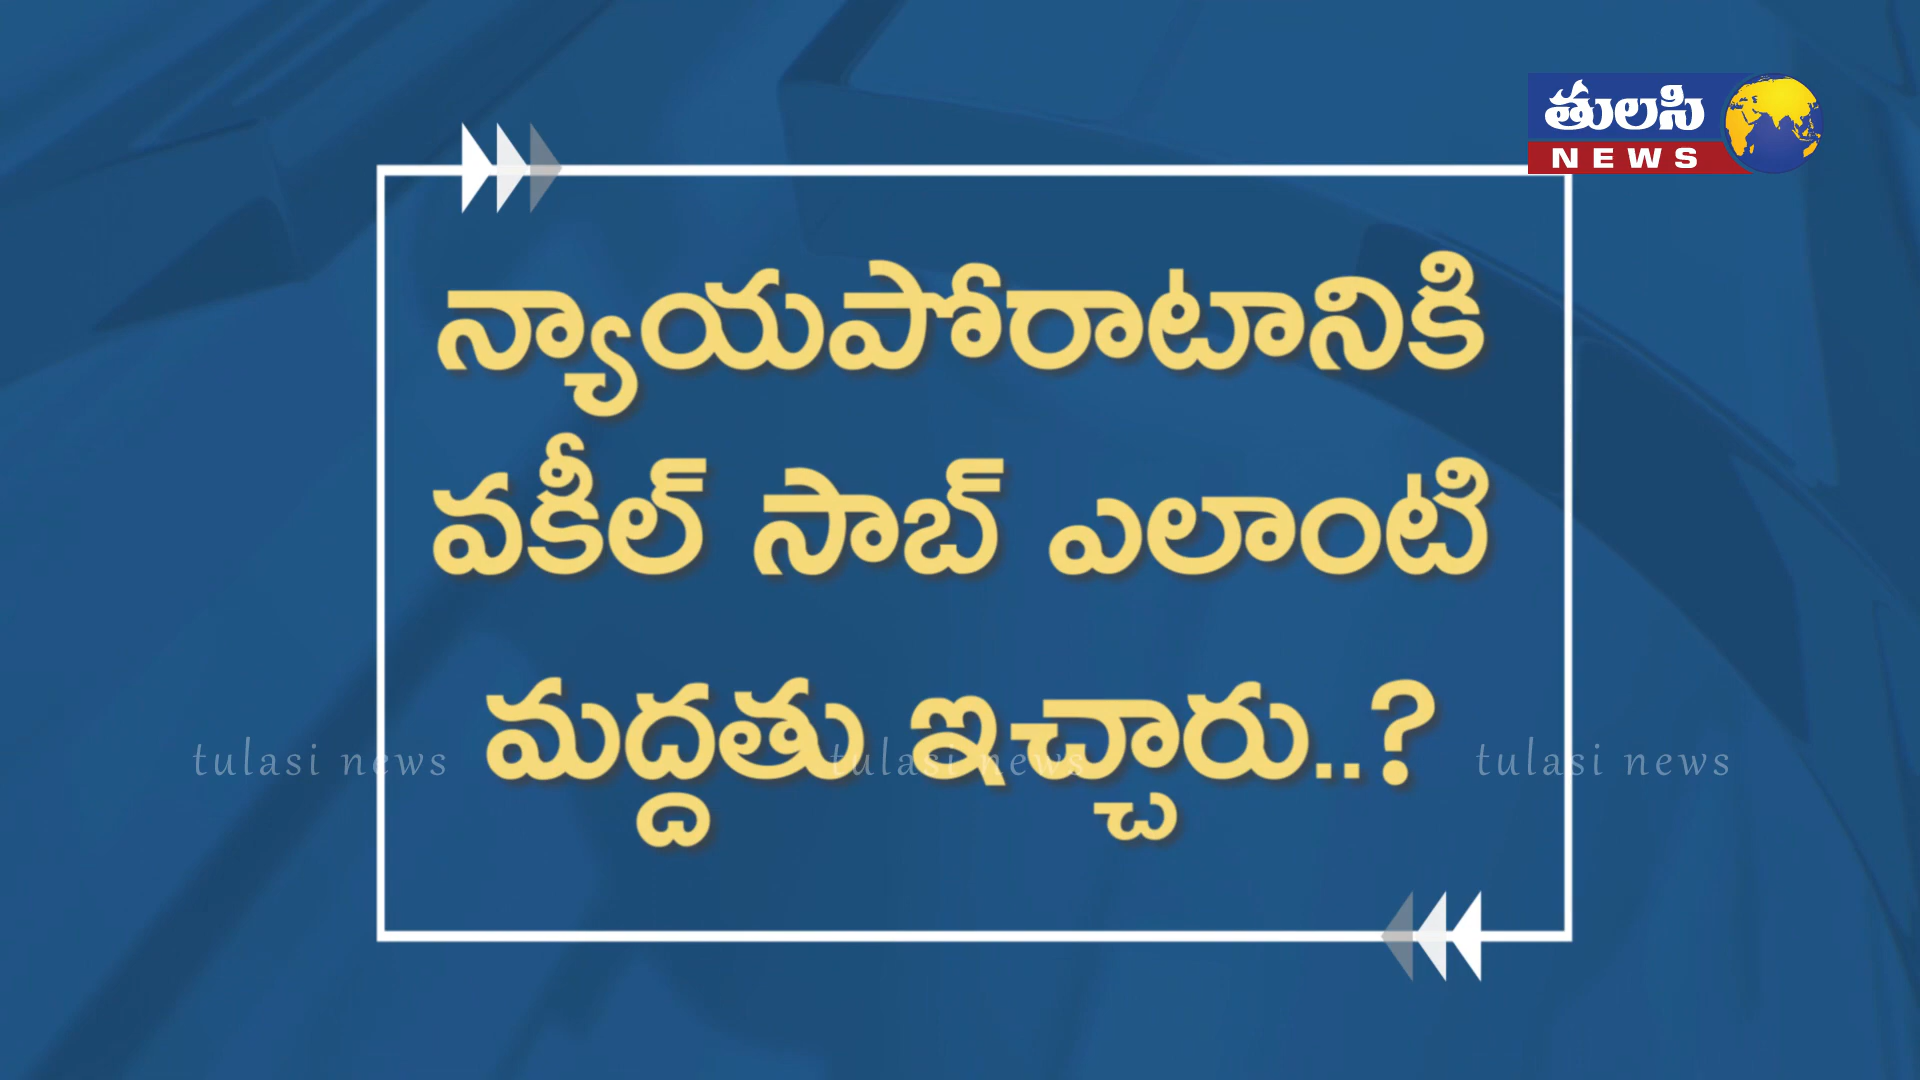 తులసి
NEWS
న్యాయపోరాటానికి
వకీల్ సాబ్ ఎలాంటి
మద్దతు ఇచ్చారు..?
tulasi news tulasi news tulasi news